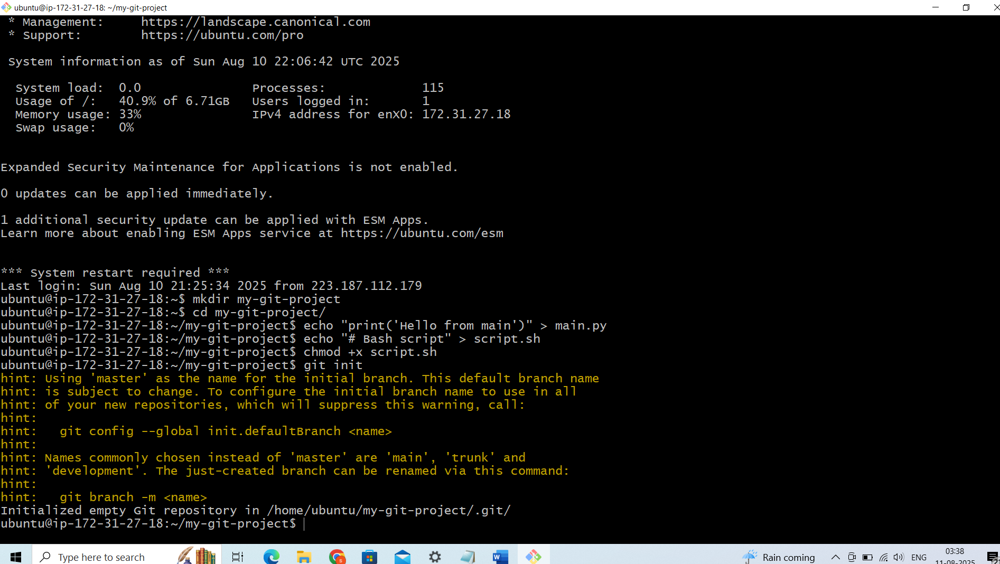 ubuntu@ip-172-31-27-18: ~/my-git-project
* Management:     https://landscape.canonical.com
* Support:        https://ubuntu.com/pro
System information as of Sun Aug 10 22:06:42 UTC 2025
System load:  0.0               Processes:             115
Usage of /:   40.9% of 6.71GB   Users logged in:       1
Memory usage: 33%               IPv4 address for enX0: 172.31.27.18
Swap usage:   0%
Expanded Security Maintenance for Applications is not enabled.
0 updates can be applied immediately.
1 additional security update can be applied with ESM Apps.
Learn more about enabling ESM Apps service at https://ubuntu.com/esm
*** System restart required ***
Last login: Sun Aug 10 21:25:34 2025 from 223.187.112.179
ubuntu@ip-172-31-27-18:~$ mkdir my-git-project
ubuntu@ip-172-31-27-18:~$ cd my-git-project/
ubuntu@ip-172-31-27-18:~/my-git-project$ echo "print('Hello from main')" > main.py
ubuntu@ip-172-31-27-18:~/my-git-project$ echo "# Bash script" > script.sh
ubuntu@ip-172-31-27-18:~/my-git-project$ chmod +x script.sh
ubuntu@ip-172-31-27-18:~/my-git-project$ git init
hint: Using 'master' as the name for the initial branch. This default branch name
hint: is subject to change. To configure the initial branch name to use in all
hint: of your new repositories, which will suppress this warning, call:
hint:
hint:   git config --global init.defaultBranch <name>
hint:
hint: Names commonly chosen instead of 'master' are 'main', 'trunk' and
hint: 'development'. The just-created branch can be renamed via this command:
hint:
hint:   git branch -m <name>
Initialized empty Git repository in /home/ubuntu/my-git-project/.git/
ubuntu@ip-172-31-27-18:~/my-git-project$
Type here to search
Rain coming
ENG
03:38
11-08-2025